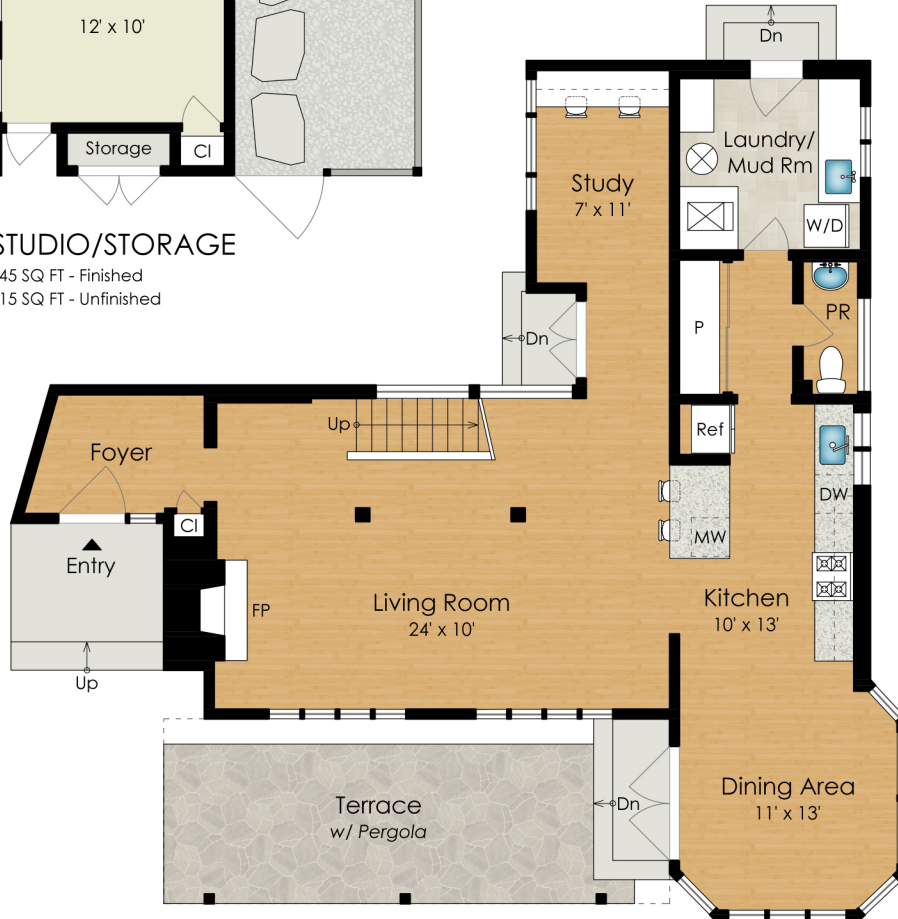 12' x 10'
Storage
Cl
STUDIO/STORAGE
45 SQ FT - Finished
15 SQ FT - Unfinished
Dn
Laundry/
Mud Rm
W/D
Study
7' x 11'
PR
P
Dn
Up
Ref
Foyer
Cl
DW
MW
Entry
Up
FP
Living Room
24' x 10'
Kitchen
10' x 13'
Dining Area
11' x 13'
Terrace
w/ Pergola
Dn